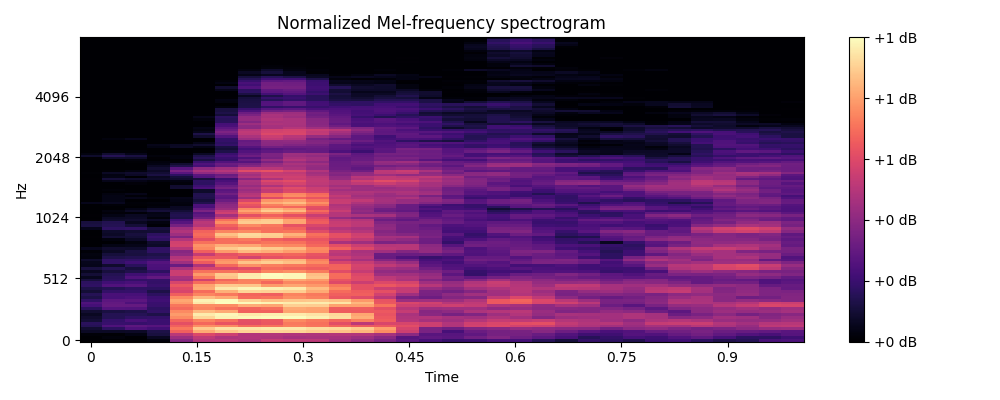 Normalized Mel-frequency spectrogram
Hz
4096
2048
1024
512
0
0 0.15 0.3 0.45 0.6 0.75 0.9
Time
+1 dB
+1 dB
+1 dB
+0 dB
+0 dB
+0 dB